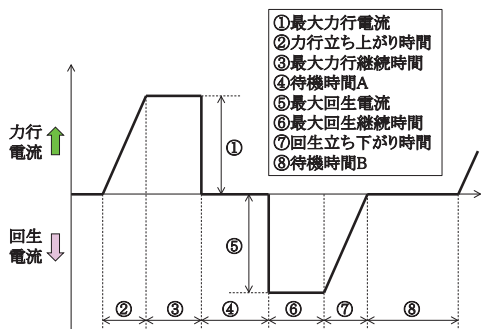 ①最大力行電流
②力行立ち上がり時間
③最大力行継続時間
④待機時間A
⑤最大回生電流
⑥最大回生継続時間
⑦回生立ち下がり時間
⑧待機時間B
力行
電流
①
回生
電流
⑤
② ③ ④ ⑥ ⑦ ⑧